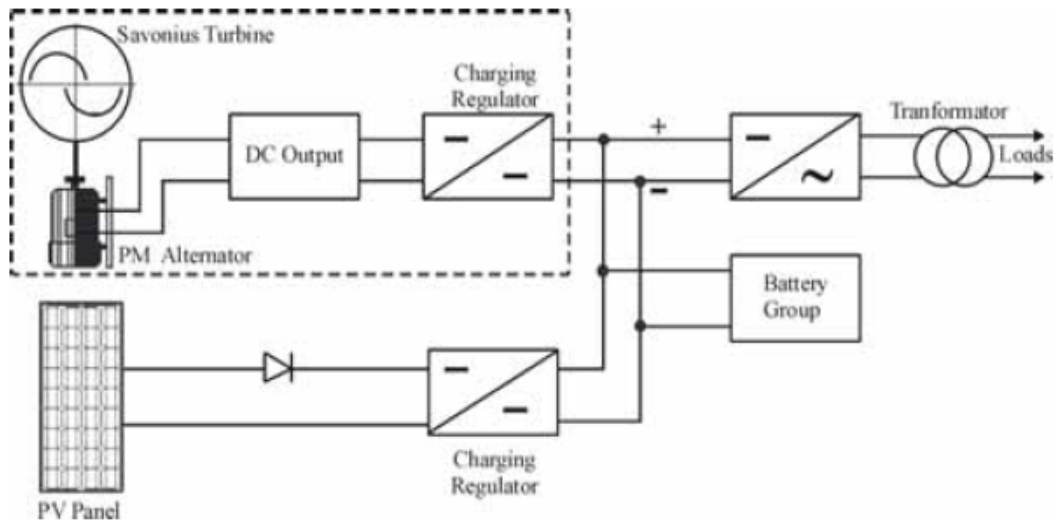 Savonius Turbine
Charging
Regulator
DC Output
+
-
~
Tranformator
Loads
PM Alternator
Battery
Group
PV Panel
Charging
Regulator